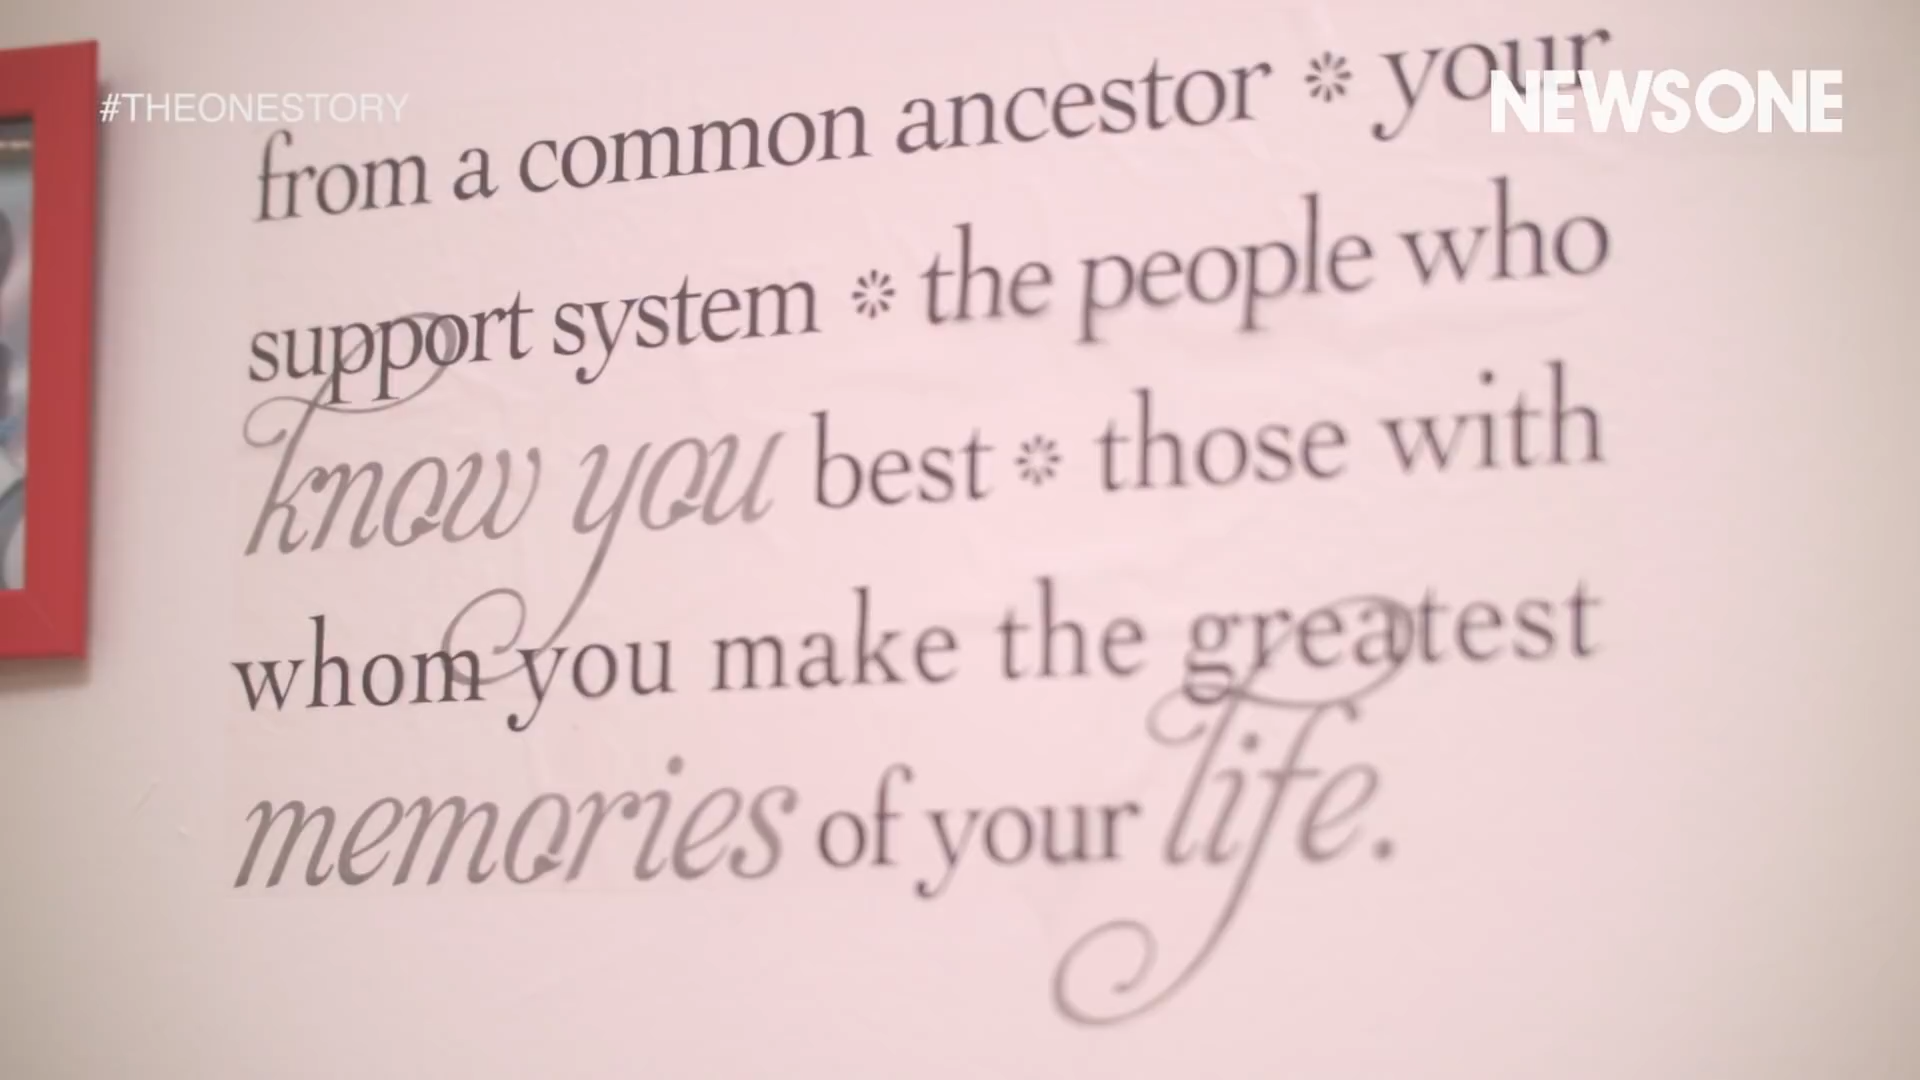 #THEONESTORY
NEWSONE
from a common ancestor * your
support system * the people who
know you best * those with
whom you make the greatest
memories of your life.